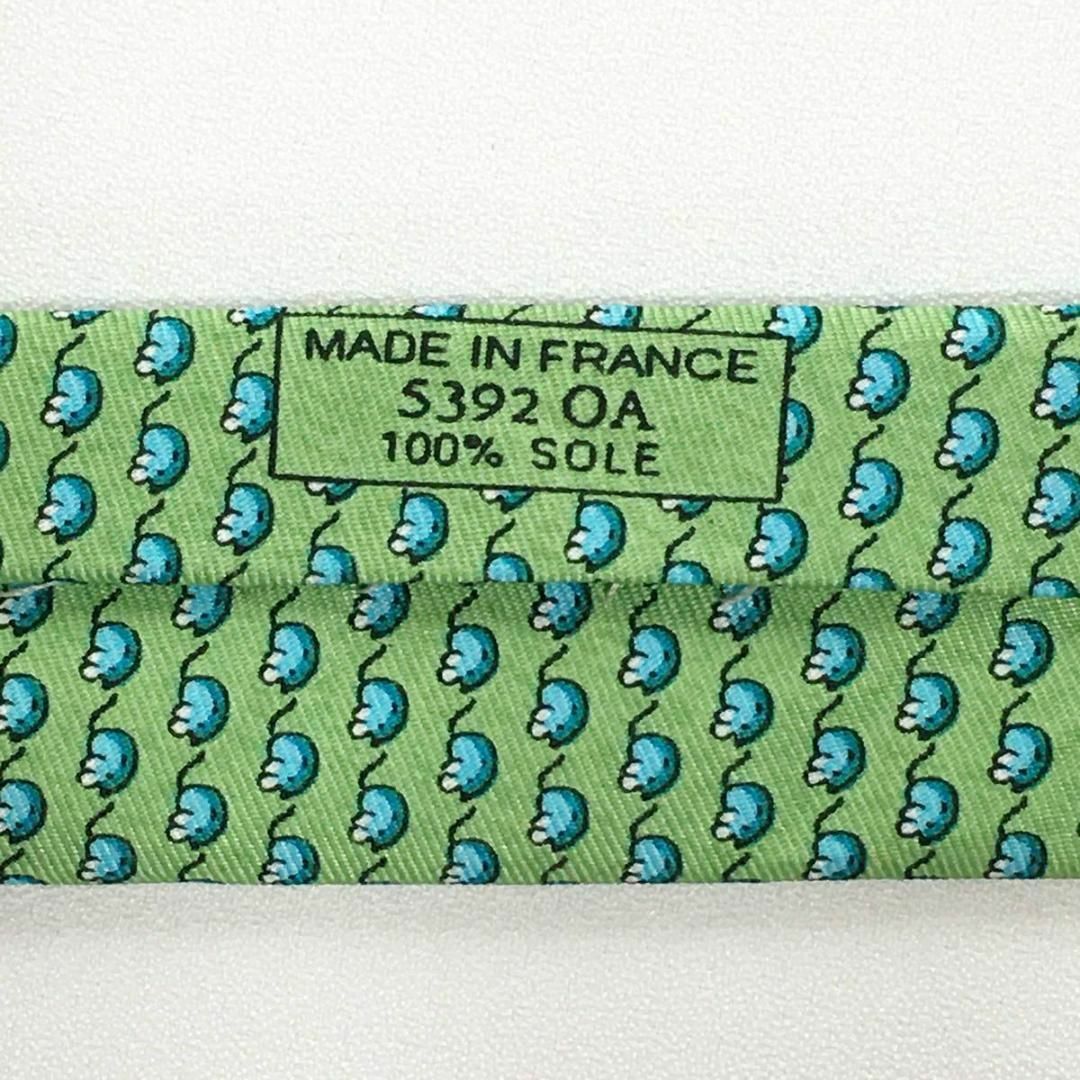 MADE IN FRANCE
5392 OA
100% SOLE